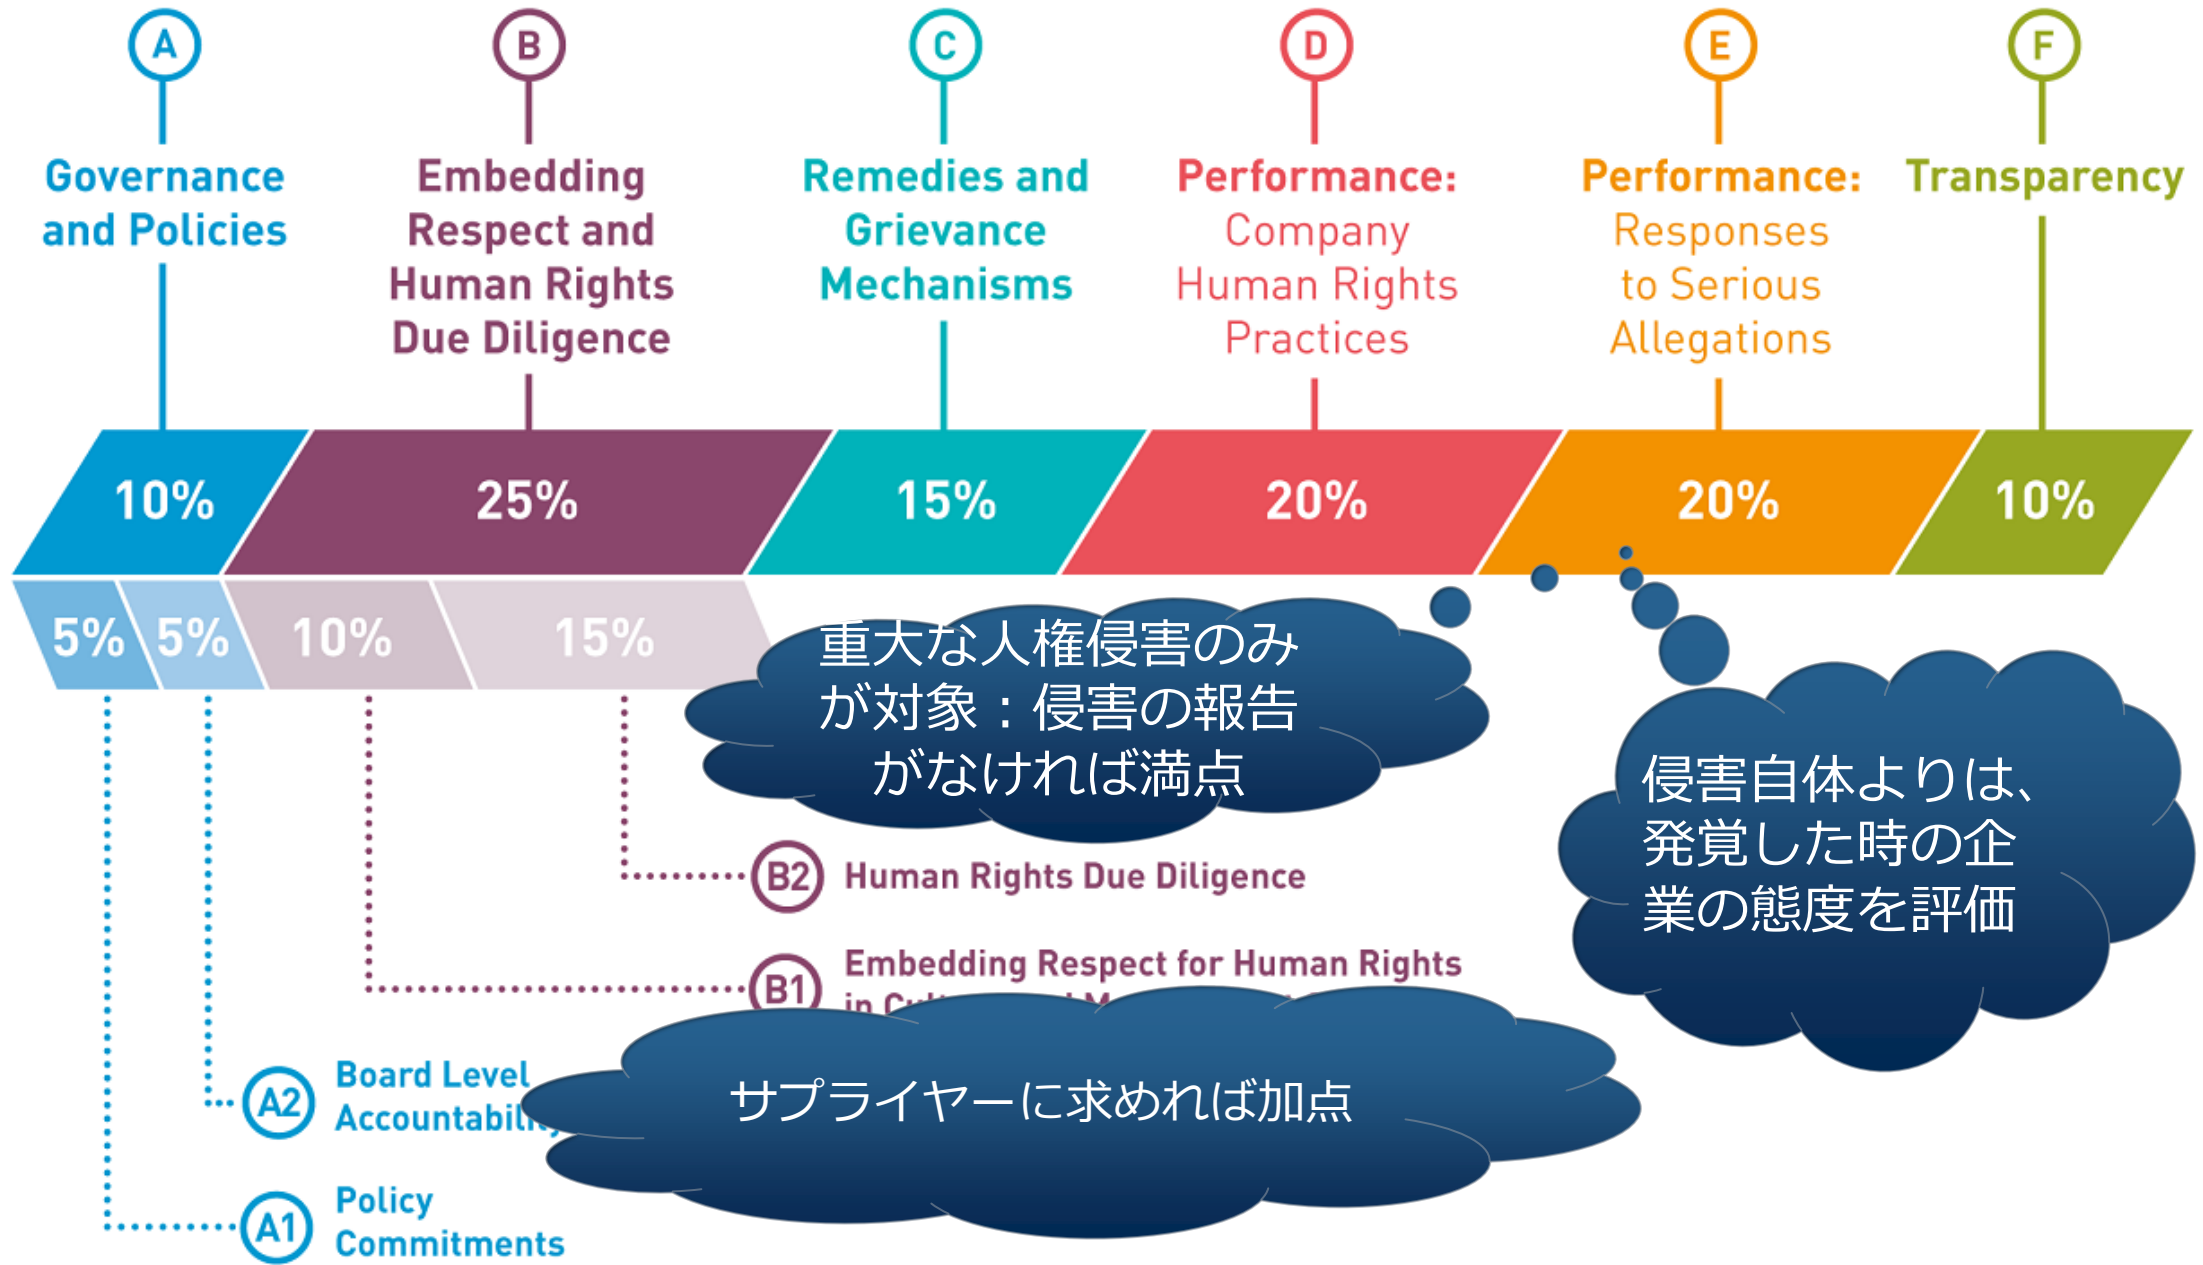 A
B
C
D
E
F
Governance
and Policies
Embedding
Respect and
Human Rights
Due Diligence
Remedies and
Grievance
Mechanisms
Performance:
Company
Human Rights
Practices
Performance:
Responses
to Serious
Allegations
Transparency
10%
25%
15%
20%
20%
10%
5%
5%
10%
15%
重大な人権侵害のみ
が対象：侵害の報告
がなければ満点
侵害自体よりは、
発覚した時の企
業の態度を評価
B2
Human Rights Due Diligence
B1
Embedding Respect for Human Rights
in
サプライヤーに求めれば加点
A2
Board Level
A1
Policy
Commitments